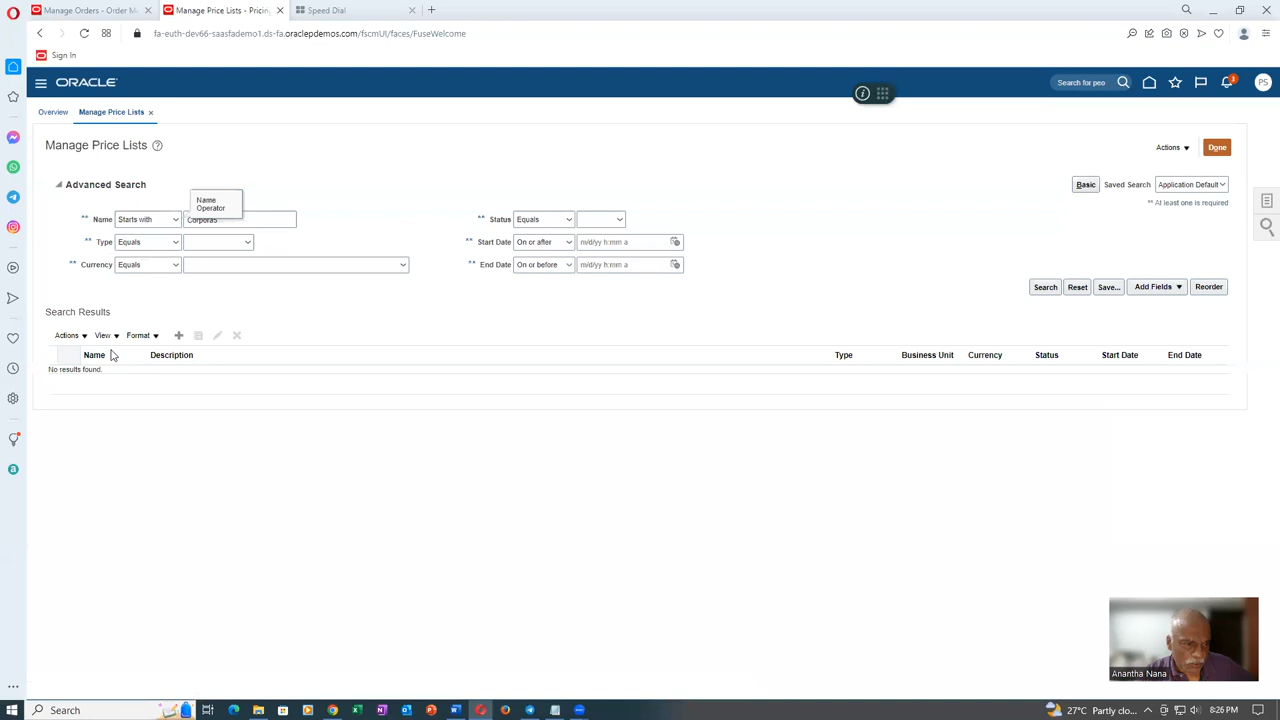 Manage Orders - Order M
Manage Price Lists - Pricin
Speed Dial
fa-euth-dev66-saasfademo1.ds-fa.oraclepdemos.com/fscmUI/faces/FuseWelcome
Sign In
ORACLE
Search for peo
3
PS
Overview
Manage Price Lists
Manage Price Lists
Actions
Done
Advanced Search
Basic
Saved Search
Application Default
** At least one is required
Name
Operator
** Name
Starts with
** Status
Equals
** Type
Equals
** Start Date
On or after
m/d/yy h:mm a
** Currency
Equals
** End Date
On or before
m/d/yy h:mm a
Search
Reset
Save...
Add Fields
Reorder
Search Results
Actions
View
Format
Name
Description
Type
Business Unit
Currency
Status
Start Date
End Date
No results found.
Anantha Nana
Search
27°C Partly clo...
8:26 PM